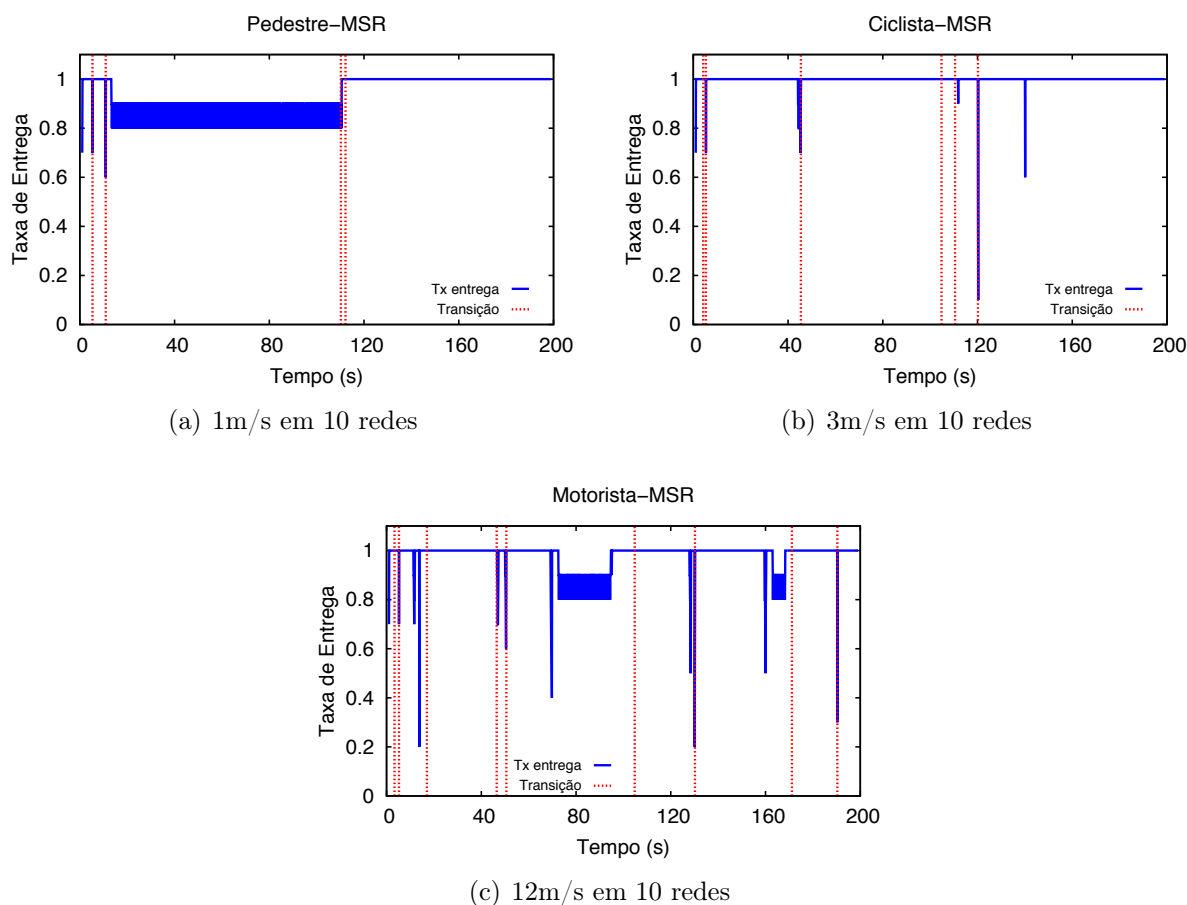 Pedestre−MSR
1
0.8
0.6
0.4
0.2
0
Taxa de Entrega
Tx entrega
Transição
0 40 80 120 160 200
Tempo (s)
(a) 1m/s em 10 redes
Ciclista−MSR
1
0.8
0.6
0.4
0.2
0
Taxa de Entrega
Tx entrega
Transição
0 40 80 120 160 200
Tempo (s)
(b) 3m/s em 10 redes
Motorista−MSR
1
0.8
0.6
0.4
0.2
0
Taxa de Entrega
Tx entrega
Transição
0 40 80 120 160 200
Tempo (s)
(c) 12m/s em 10 redes